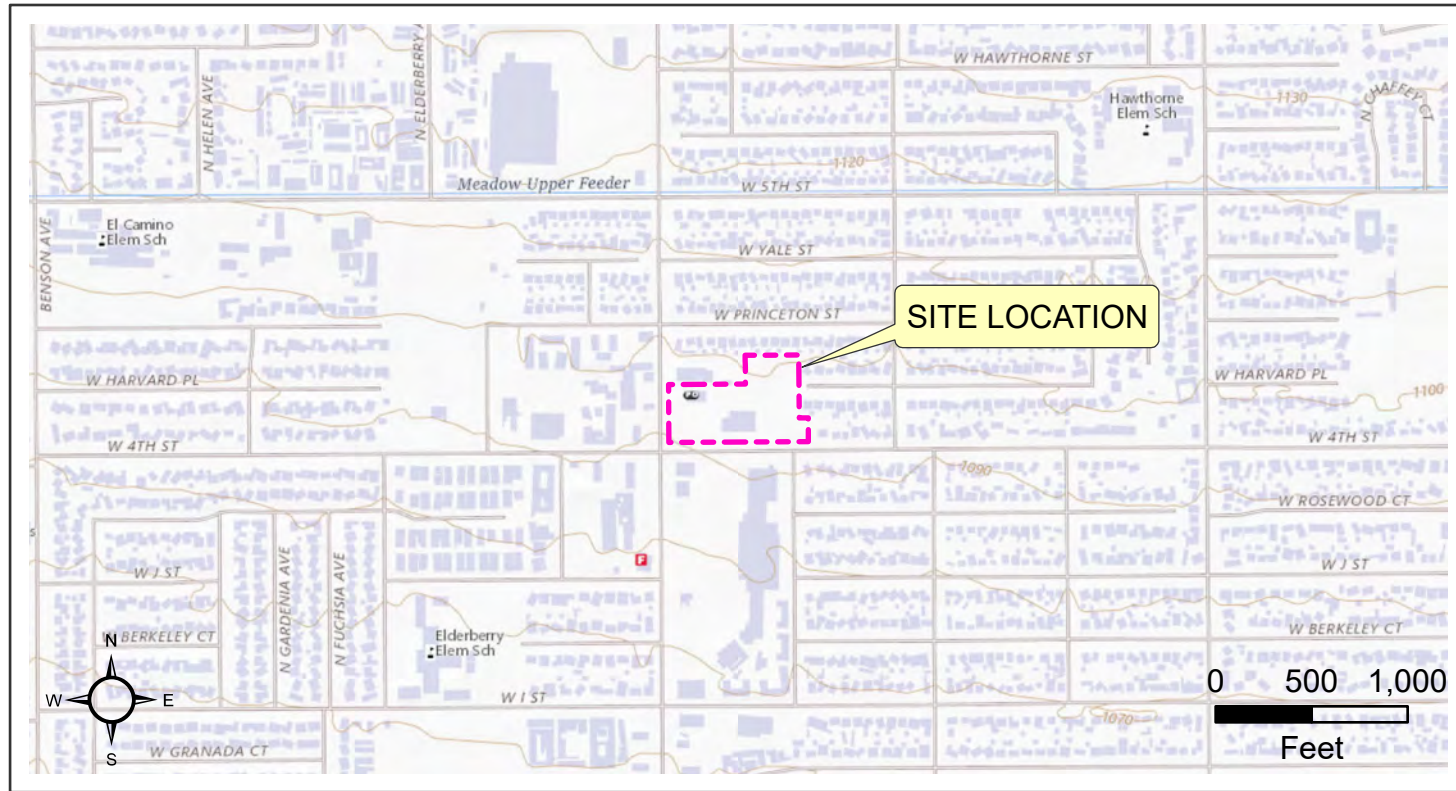 W HAWTHORNE ST
N HELEN AVE
N ELDERBERRY A
Hawthorne
Elem Sch
1130
N CHAFFEY CT
1120
Meadow Upper Feeder
W 5TH ST
BENSON AVE
El Camino
Elem Sch
W YALE ST
W PRINCETON ST
SITE LOCATION
W HARVARD PL
W HARVARD PL
PO
1100
W 4TH ST
W 4TH ST
1090
W ROSEWOOD CT
s
N GARDENIA AVE
N FUCHSIA AVE
F
W J ST
W J ST
W BERKELEY CT
Elderberry
Elem Sch
W BERKELEY CT
N
W E
S
W I ST
0 500 1,000
Feet
1070
W GRANADA CT